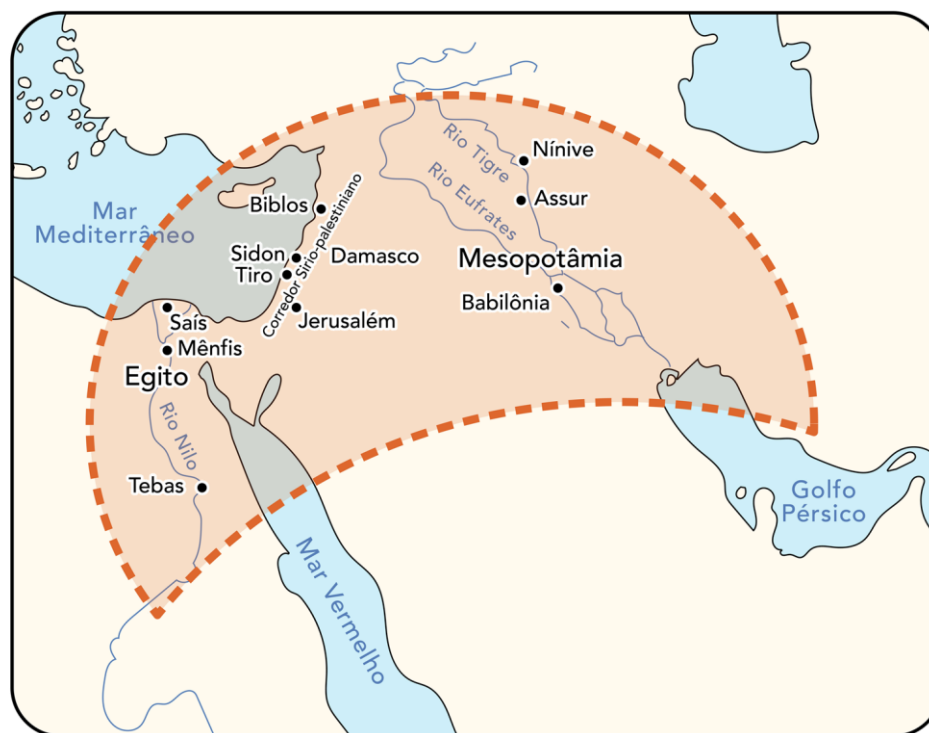 Mar
Mediterrâneo
Biblos
Sidon
Tiro
Corredor Sírio-palestiniano
Damasco
Jerusalém
Saís
Mênfis
Egito
Rio Nilo
Tebas
Mar Vermelho
Rio Tigre
Rio Eufrates
Nínive
Assur
Mesopotâmia
Babilônia
Golfo
Pérsico